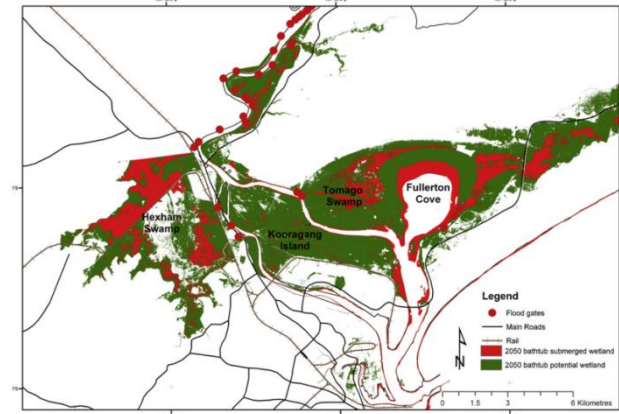 Tomago
Swamp
Fullerton
Cove
Hexham
Swamp
Kooragang
Island
Legend
Flood gates
Main Roads
Rail
2050 bathtub submerged wetland
2050 bathtub potential wetland
N
0 1.5 3 6 Kilometres